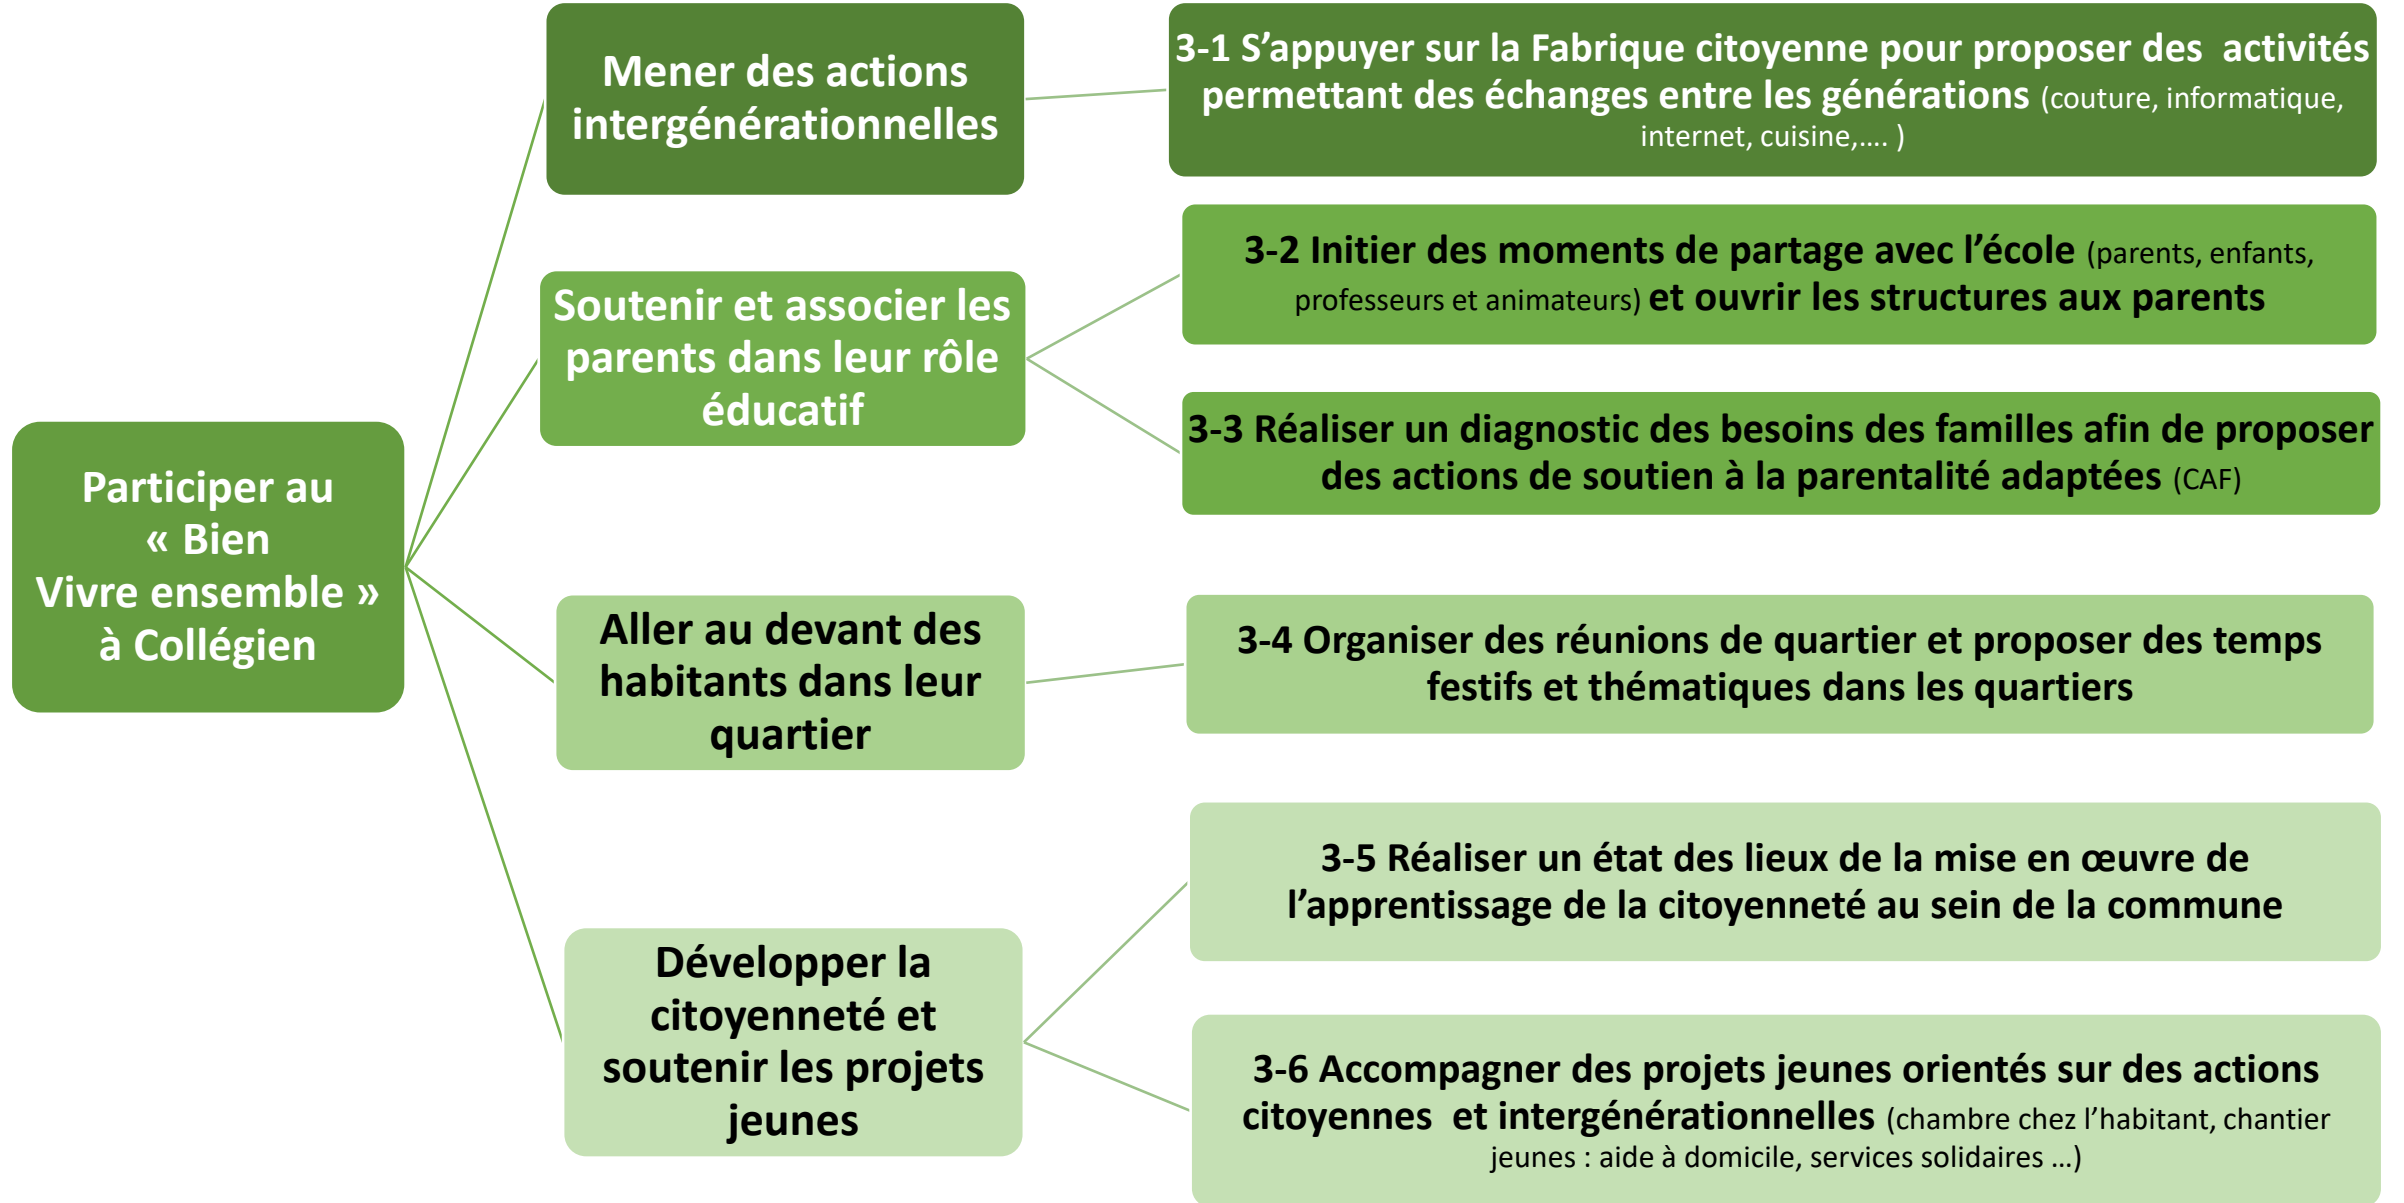 Mener des actions
intergénérationnelles
3-1 S’appuyer sur la Fabrique citoyenne pour proposer des  activités
permettant des échanges entre les générations (couture, informatique,
internet, cuisine,…. )
Soutenir et associer les
parents dans leur rôle
éducatif
3-2 Initier des moments de partage avec l’école (parents, enfants,
professeurs et animateurs) et ouvrir les structures aux parents
3-3 Réaliser un diagnostic des besoins des familles afin de proposer
des actions de soutien à la parentalité adaptées (CAF)
Participer au
« Bien
Vivre ensemble »
à Collégien
Aller au devant des
habitants dans leur
quartier
3-4 Organiser des réunions de quartier et proposer des temps
festifs et thématiques dans les quartiers
Développer la
citoyenneté et
soutenir les projets
jeunes
3-5 Réaliser un état des lieux de la mise en œuvre de
l’apprentissage de la citoyenneté au sein de la commune
3-6 Accompagner des projets jeunes orientés sur des actions
citoyennes  et intergénérationnelles (chambre chez l’habitant, chantier
jeunes : aide à domicile, services solidaires …)